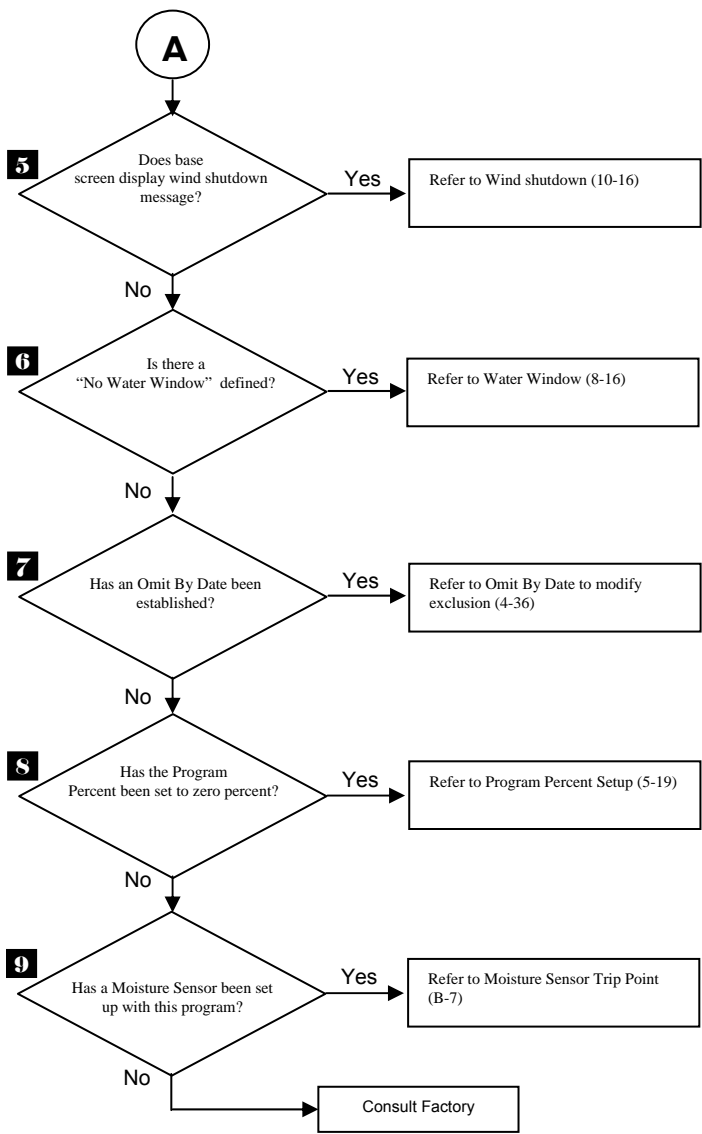 A
5
Does base
screen display wind shutdown
message?
Yes
Refer to Wind shutdown (10-16)
No
6
Is there a
“No Water Window” defined?
Yes
Refer to Water Window (8-16)
No
7
Has an Omit By Date been
established?
Yes
Refer to Omit By Date to modify
exclusion (4-36)
No
8
Has the Program
Percent been set to zero percent?
Yes
Refer to Program Percent Setup (5-19)
No
9
Has a Moisture Sensor been set
up with this program?
Yes
Refer to Moisture Sensor Trip Point
(B-7)
No
Consult Factory